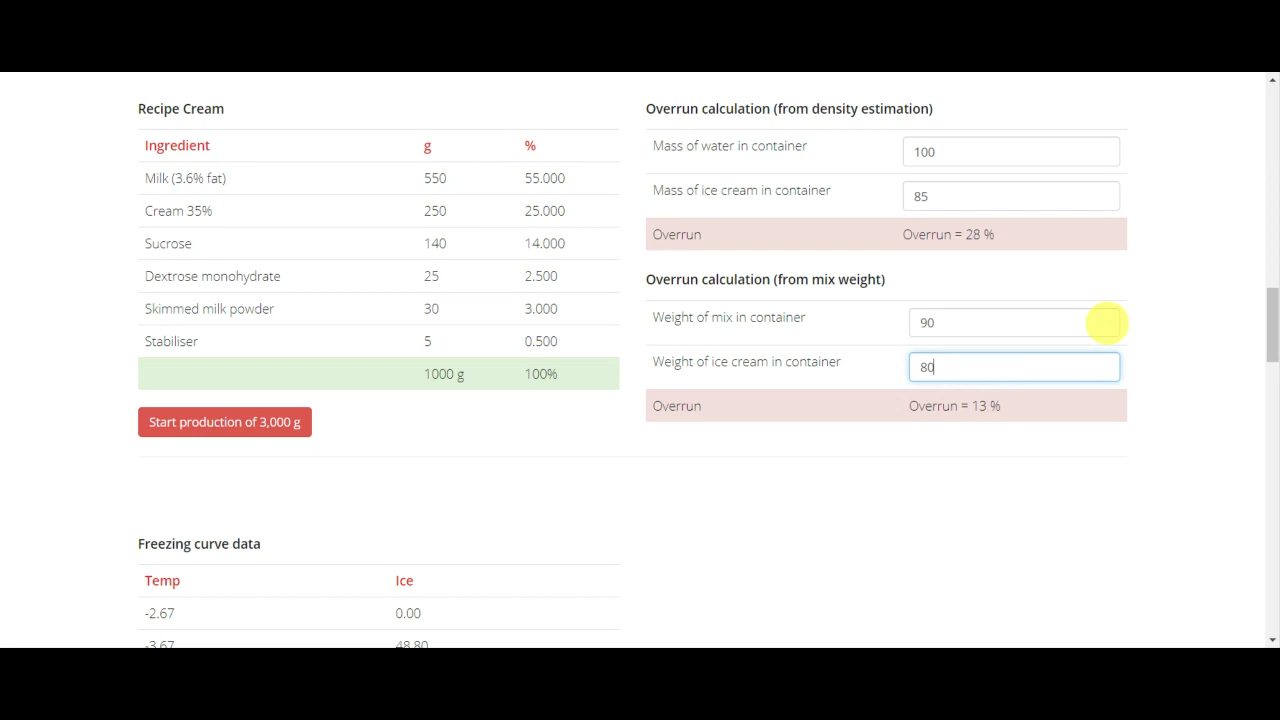 Recipe Cream
Ingredient g %
Milk (3.6% fat) 550 55.000
Cream 35% 250 25.000
Sucrose 140 14.000
Dextrose monohydrate 25 2.500
Skimmed milk powder 30 3.000
Stabiliser 5 0.500
1000 g 100%
Start production of 3,000 g
Overrun calculation (from density estimation)
Mass of water in container 100
Mass of ice cream in container 85
Overrun Overrun = 28 %
Overrun calculation (from mix weight)
Weight of mix in container 90
Weight of ice cream in container 80
Overrun Overrun = 13 %
Freezing curve data
Temp Ice
-2.67 0.00
-3.67 48.80